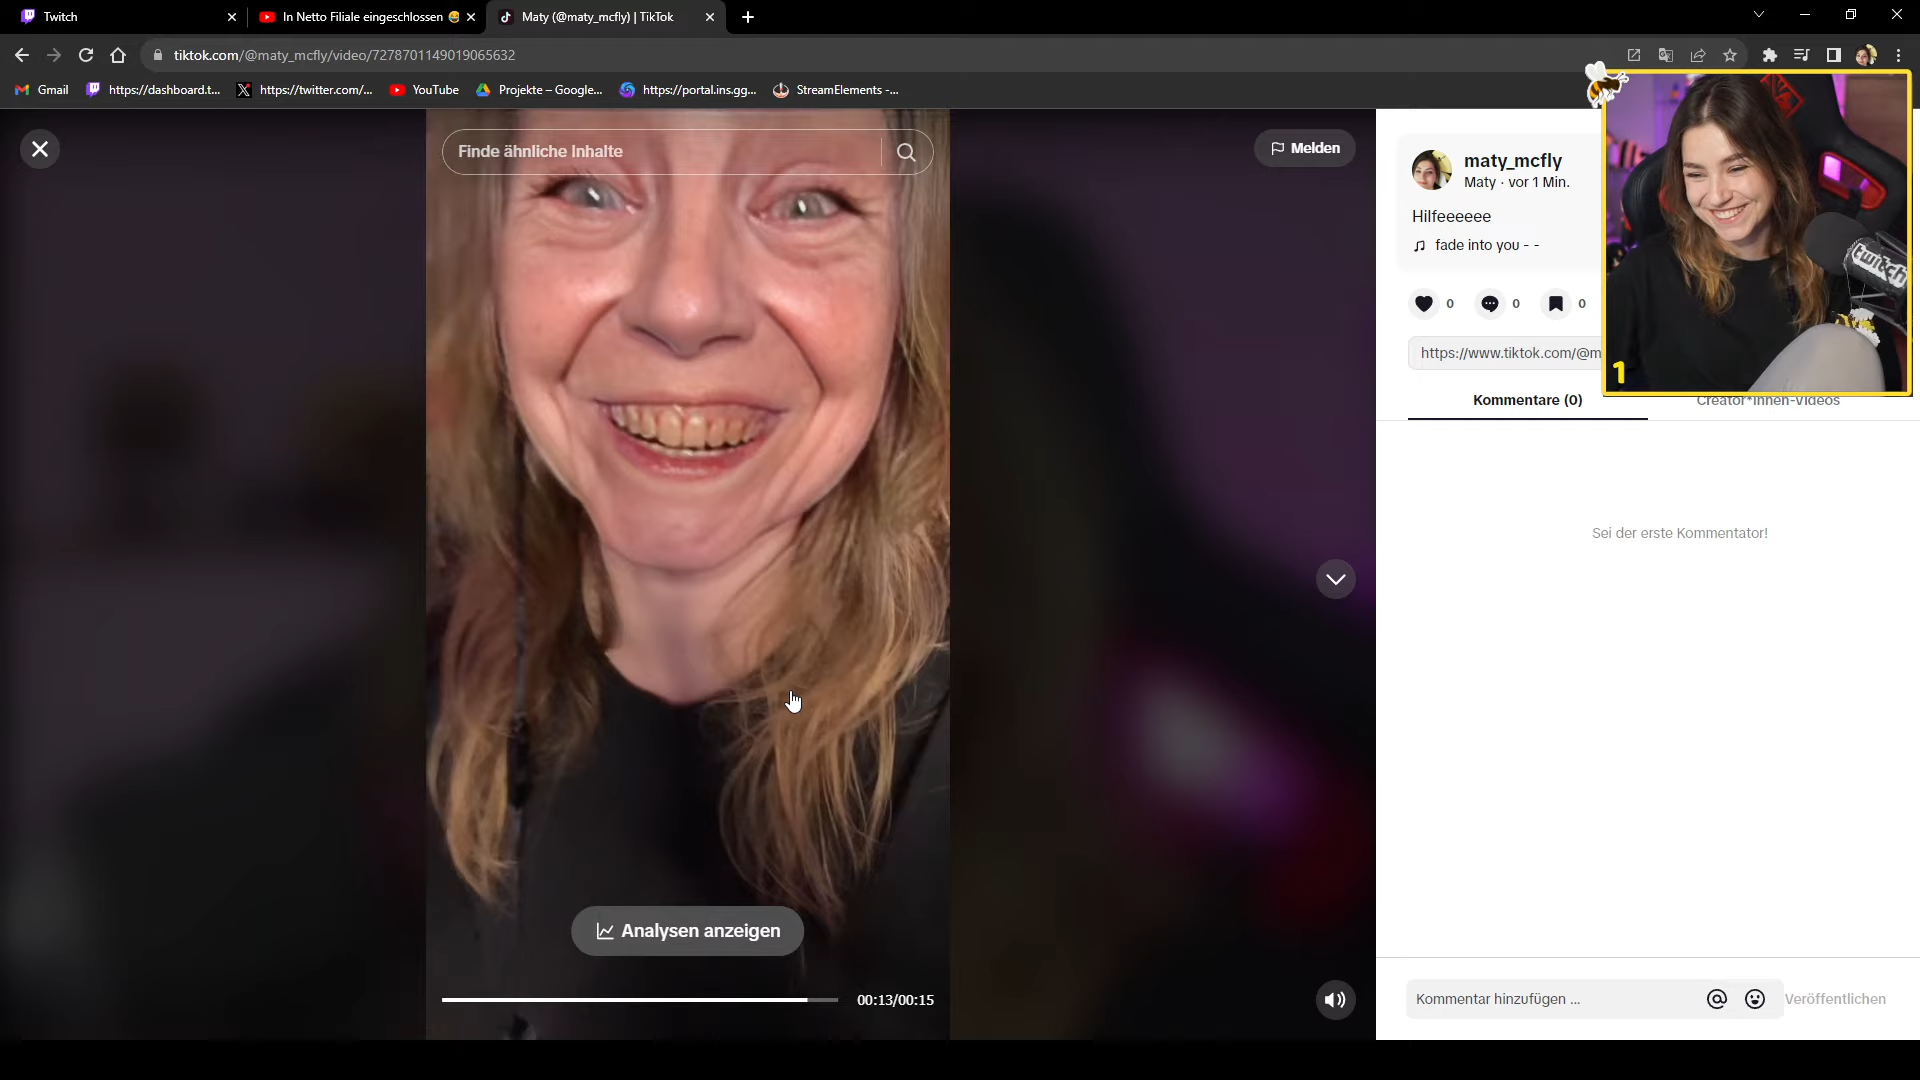 Twitch
In Netto Filiale eingeschlossen 😂
Maty (@maty_mcfly) | TikTok
tiktok.com/@maty_mcfly/video/7278701149019065632
Gmail
https://dashboard.t...
https://twitter.com/...
YouTube
Projekte – Google...
https://portal.ins.gg...
StreamElements -...
Finde ähnliche Inhalte
Melden
Analysen anzeigen
00:13/00:15
maty_mcfly
Maty · vor 1 Min.
Hilfeeeeee
fade into you - -
0
0
0
https://www.tiktok.com/@m
Kommentare (0)
Creator*innen-Videos
Sei der erste Kommentator!
Kommentar hinzufügen ...
Veröffentlichen
twitch
1